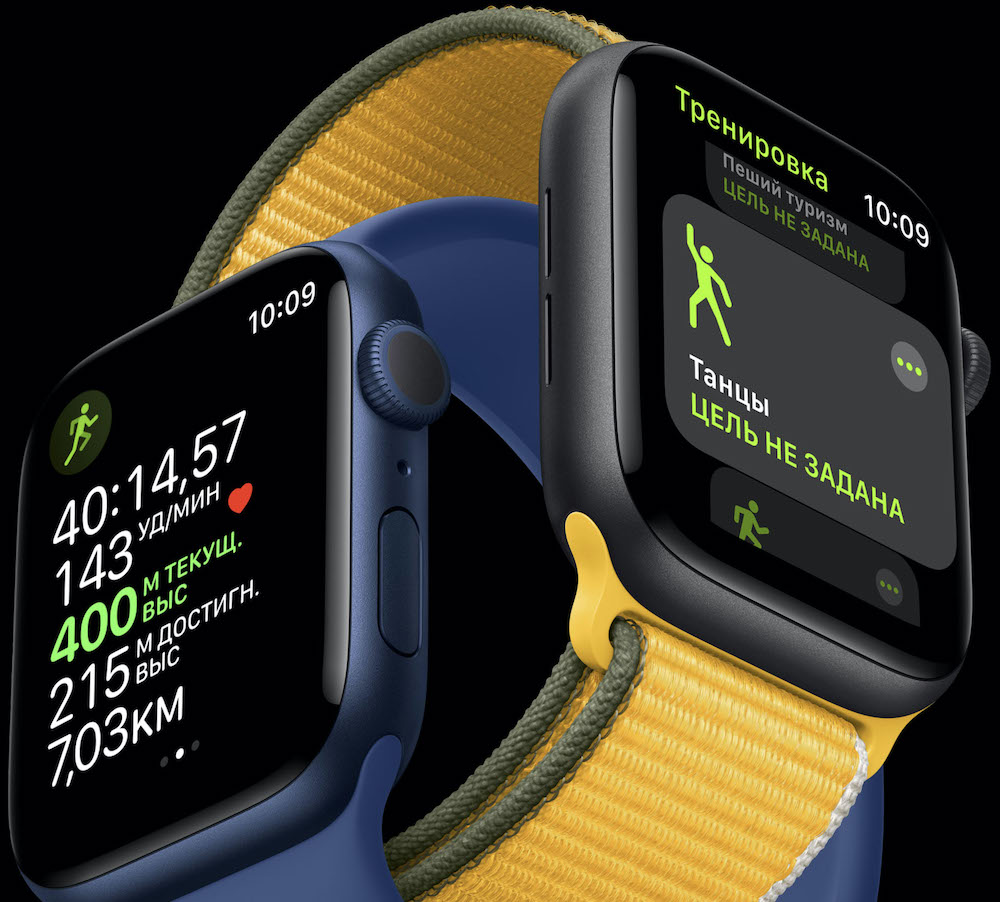 10:09
40:14,57
143 УД/МИН
400 М ТЕКУЩ.
ВЫС
215 М ДОСТИГН.
ВЫС
7,03КМ
Тренировка
10:09
Пеший туризм
ЦЕЛЬ НЕ ЗАДАНА
Танцы
ЦЕЛЬ НЕ ЗАДАНА